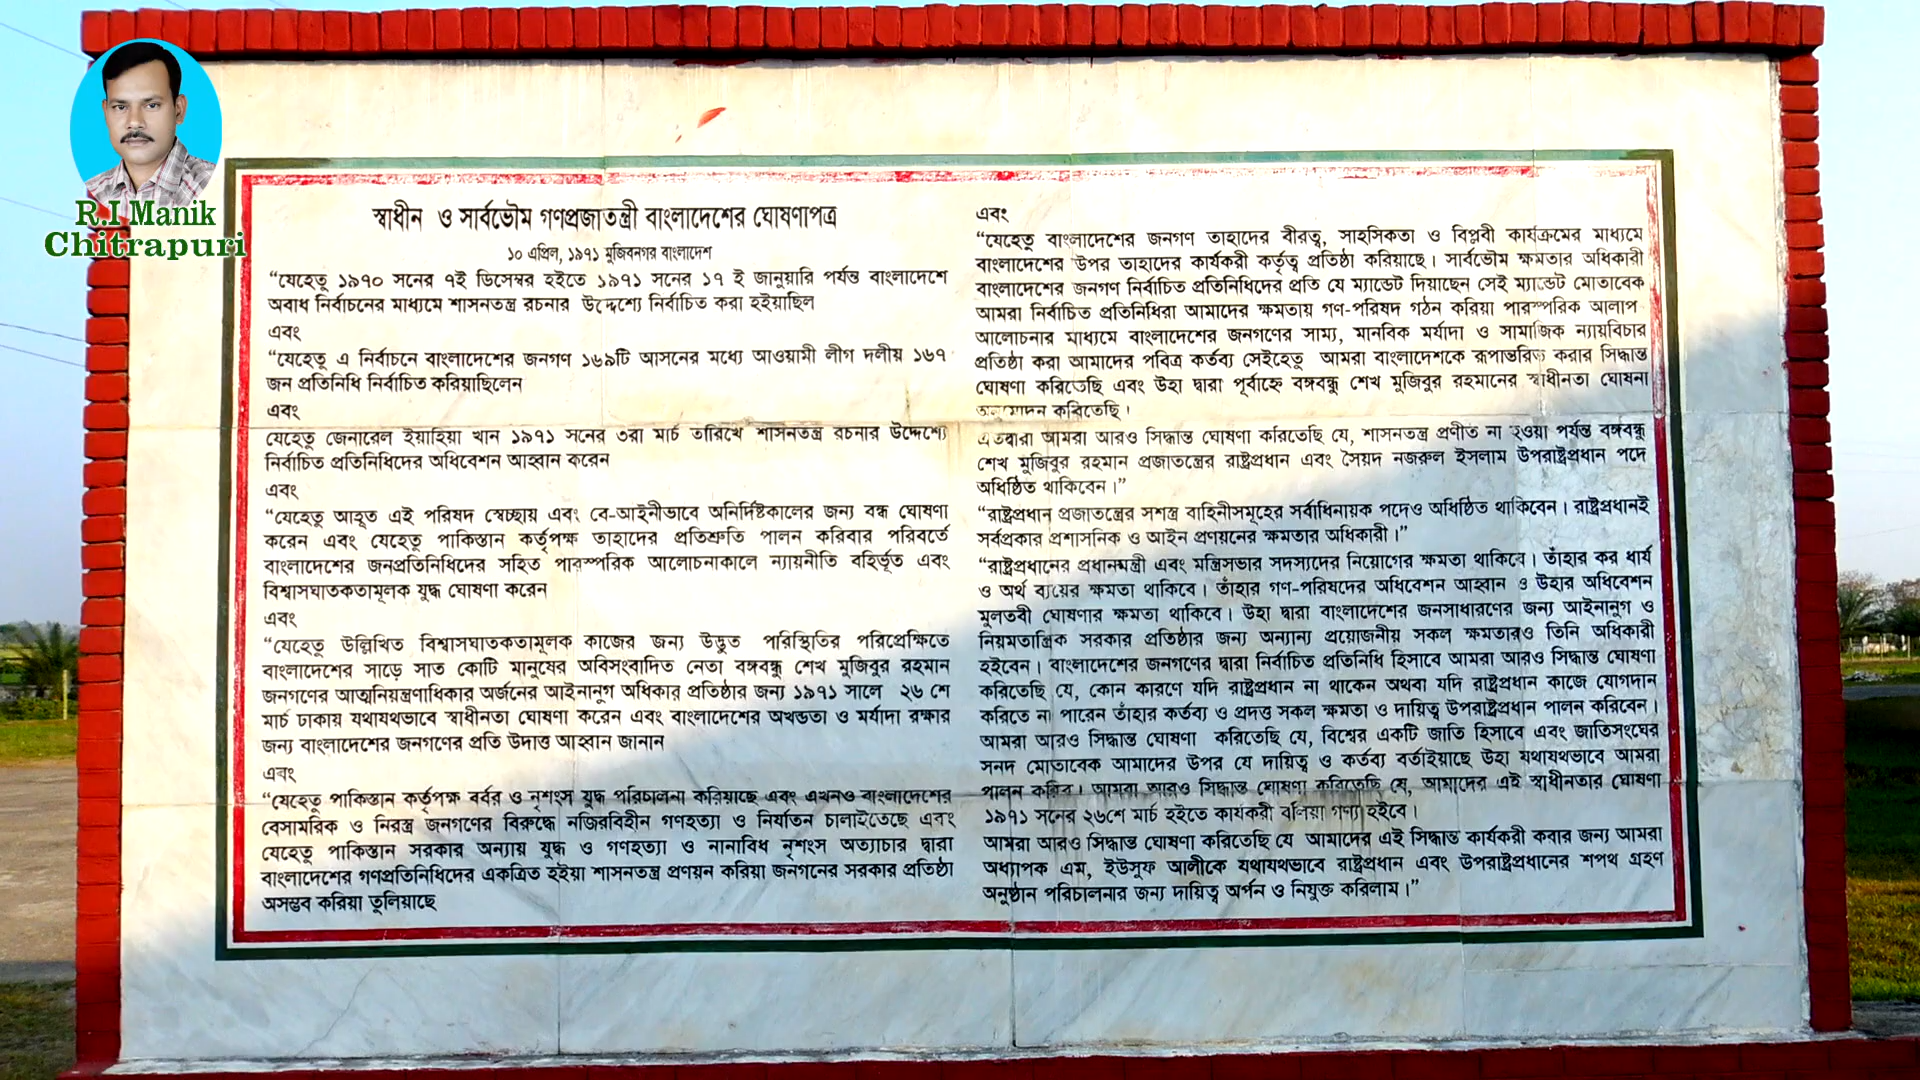 R.I Manik
Chitrapuri
স্বাধীন ও সার্বভৌম গণপ্রজাতন্ত্রী বাংলাদেশের ঘোষণাপত্র
১০ এপ্রিল, ১৯৭১ মুজিবনগর বাংলাদেশ
“যেহেতু ১৯৭০ সনের ৭ই ডিসেম্বর হইতে ১৯৭১ সনের ১৭ ই জানুয়ারি পর্যন্ত বাংলাদেশে
অবাধ নির্বাচনের মাধ্যমে শাসনতন্ত্র রচনার উদ্দেশ্যে নির্বাচিত করা হইয়াছিল
এবং
“যেহেতু এ নির্বাচনে বাংলাদেশের জনগণ ১৬৯টি আসনের মধ্যে আওয়ামী লীগ দলীয় ১৬৭
জন প্রতিনিধি নির্বাচিত করিয়াছিলেন
এবং
যেহেতু জেনারেল ইয়াহিয়া খান ১৯৭১ সনের ৩রা মার্চ তারিখে শাসনতন্ত্র রচনার উদ্দেশ্যে
নির্বাচিত প্রতিনিধিদের অধিবেশন আহ্বান করেন
এবং
“যেহেতু আহূত এই পরিষদ স্বেচ্ছায় এবং বে-আইনীভাবে অনির্দিষ্টকালের জন্য বন্ধ ঘোষণা
করেন এবং যেহেতু পাকিস্তান কর্তৃপক্ষ তাহাদের প্রতিশ্রুতি পালন করিবার পরিবর্তে
বাংলাদেশের জনপ্রতিনিধিদের সহিত পারস্পরিক আলোচনাকালে ন্যায়নীতি বহির্ভূত এবং
বিশ্বাসঘাতকতামূলক যুদ্ধ ঘোষণা করেন
এবং
“যেহেতু উল্লিখিত বিশ্বাসঘাতকতামূলক কাজের জন্য উদ্ভুত পরিস্থিতির পরিপ্রেক্ষিতে
বাংলাদেশের সাড়ে সাত কোটি মানুষের অবিসংবাদিত নেতা বঙ্গবন্ধু শেখ মুজিবুর রহমান
জনগণের আত্মনিয়ন্ত্রণাধিকার অর্জনের আইনানুগ অধিকার প্রতিষ্ঠার জন্য ১৯৭১ সালে ২৬ শে
মার্চ ঢাকায় যথাযথভাবে স্বাধীনতা ঘোষণা করেন এবং বাংলাদেশের অখন্ডতা ও মর্যাদা রক্ষার
জন্য বাংলাদেশের জনগণের প্রতি উদাত্ত আহ্বান জানান
এবং
“যেহেতু পাকিস্তান কর্তৃপক্ষ বর্বর ও নৃশংস যুদ্ধ পরিচালনা করিয়াছে এবং এখনও বাংলাদেশের
বেসামরিক ও নিরস্ত্র জনগণের বিরুদ্ধে নজিরবিহীন গণহত্যা ও নির্যাতন চালাইতেছে এবং
যেহেতু পাকিস্তান সরকার অন্যায় যুদ্ধ ও গণহত্যা ও নানাবিধ নৃশংস অত্যাচার দ্বারা
বাংলাদেশের গণপ্রতিনিধিদের একত্রিত হইয়া শাসনতন্ত্র প্রণয়ন করিয়া জনগনের সরকার প্রতিষ্ঠা
অসম্ভব করিয়া তুলিয়াছে
এবং
“যেহেতু বাংলাদেশের জনগণ তাহাদের বীরত্ব, সাহসিকতা ও বিপ্লবী কার্যক্রমের মাধ্যমে
বাংলাদেশের উপর তাহাদের কার্যকরী কর্তৃত্ব প্রতিষ্ঠা করিয়াছে। সার্বভৌম ক্ষমতার অধিকারী
বাংলাদেশের জনগণ নির্বাচিত প্রতিনিধিদের প্রতি যে ম্যান্ডেট দিয়াছেন সেই ম্যান্ডেট মোতাবেক
আমরা নির্বাচিত প্রতিনিধিরা আমাদের ক্ষমতায় গণ-পরিষদ গঠন করিয়া পারস্পরিক আলাপ
আলোচনার মাধ্যমে বাংলাদেশের জনগণের সাম্য, মানবিক মর্যাদা ও সামাজিক ন্যায়বিচার
প্রতিষ্ঠা করা আমাদের পবিত্র কর্তব্য সেইহেতু আমরা বাংলাদেশকে রূপান্তরিত করার সিদ্ধান্ত
ঘোষণা করিতেছি এবং উহা দ্বারা পূর্বাহ্নে বঙ্গবন্ধু শেখ মুজিবুর রহমানের স্বাধীনতা ঘোষনা
অনুমোদন করিতেছি।
এতদ্বারা আমরা আরও সিদ্ধান্ত ঘোষণা করিতেছি যে, শাসনতন্ত্র প্রণীত না হওয়া পর্যন্ত বঙ্গবন্ধু
শেখ মুজিবুর রহমান প্রজাতন্ত্রের রাষ্ট্রপ্রধান এবং সৈয়দ নজরুল ইসলাম উপরাষ্ট্রপ্রধান পদে
অধিষ্ঠিত থাকিবেন।”
“রাষ্ট্রপ্রধান প্রজাতন্ত্রের সশস্ত্র বাহিনীসমূহের সর্বাধিনায়ক পদেও অধিষ্ঠিত থাকিবেন। রাষ্ট্রপ্রধানই
সর্বপ্রকার প্রশাসনিক ও আইন প্রণয়নের ক্ষমতার অধিকারী।”
“রাষ্ট্রপ্রধানের প্রধানমন্ত্রী এবং মন্ত্রিসভার সদস্যদের নিয়োগের ক্ষমতা থাকিবে। তাঁহার কর ধার্য
ও অর্থ ব্যয়ের ক্ষমতা থাকিবে। তাঁহার গণ-পরিষদের অধিবেশন আহ্বান ও উহার অধিবেশন
মুলতবী ঘোষণার ক্ষমতা থাকিবে। উহা দ্বারা বাংলাদেশের জনসাধারণের জন্য আইনানুগ ও
নিয়মতান্ত্রিক সরকার প্রতিষ্ঠার জন্য অন্যান্য প্রয়োজনীয় সকল ক্ষমতারও তিনি অধিকারী
হইবেন। বাংলাদেশের জনগণের দ্বারা নির্বাচিত প্রতিনিধি হিসাবে আমরা আরও সিদ্ধান্ত ঘোষণা
করিতেছি যে, কোন কারণে যদি রাষ্ট্রপ্রধান না থাকেন অথবা যদি রাষ্ট্রপ্রধান কাজে যোগদান
করিতে না পারেন তাঁহার কর্তব্য ও প্রদত্ত সকল ক্ষমতা ও দায়িত্ব উপরাষ্ট্রপ্রধান পালন করিবেন।
আমরা আরও সিদ্ধান্ত ঘোষণা করিতেছি যে, বিশ্বের একটি জাতি হিসাবে এবং জাতিসংঘের
সনদ মোতাবেক আমাদের উপর যে দায়িত্ব ও কর্তব্য বর্তাইয়াছে উহা যথাযথভাবে আমরা
পালন করিব। আমরা আরও সিদ্ধান্ত ঘোষণা করিতেছি যে, আমাদের এই স্বাধীনতার ঘোষণা
১৯৭১ সনের ২৬শে মার্চ হইতে কার্যকরী বলিয়া গণ্য হইবে।
আমরা আরও সিদ্ধান্ত ঘোষণা করিতেছি যে আমাদের এই সিদ্ধান্ত কার্যকরী করার জন্য আমরা
অধ্যাপক এম, ইউসুফ আলীকে যথাযথভাবে রাষ্ট্রপ্রধান এবং উপরাষ্ট্রপ্রধানের শপথ গ্রহণ
অনুষ্ঠান পরিচালনার জন্য দায়িত্ব অর্পন ও নিযুক্ত করিলাম।”